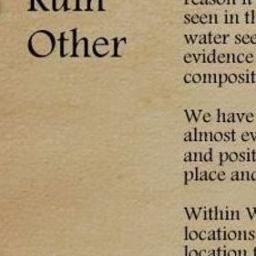 Ruin
Other
reason it
seen in th
water see
evidence
composit
We have
almost ev
and posit
place and
Within W
locations
location